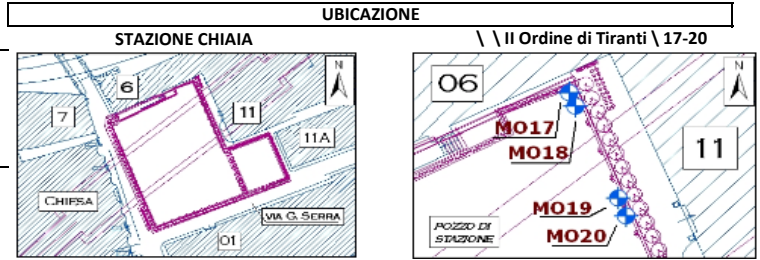 UBICAZIONE
STAZIONE CHIAIA
\ \ II Ordine di Tiranti \ 17-20
N
6
7
11
11A
CHIESA
VIA G. SERRA
01
N
06
MO17
MO18
11
MO19
POZZO DI
STAZIONE
MO20